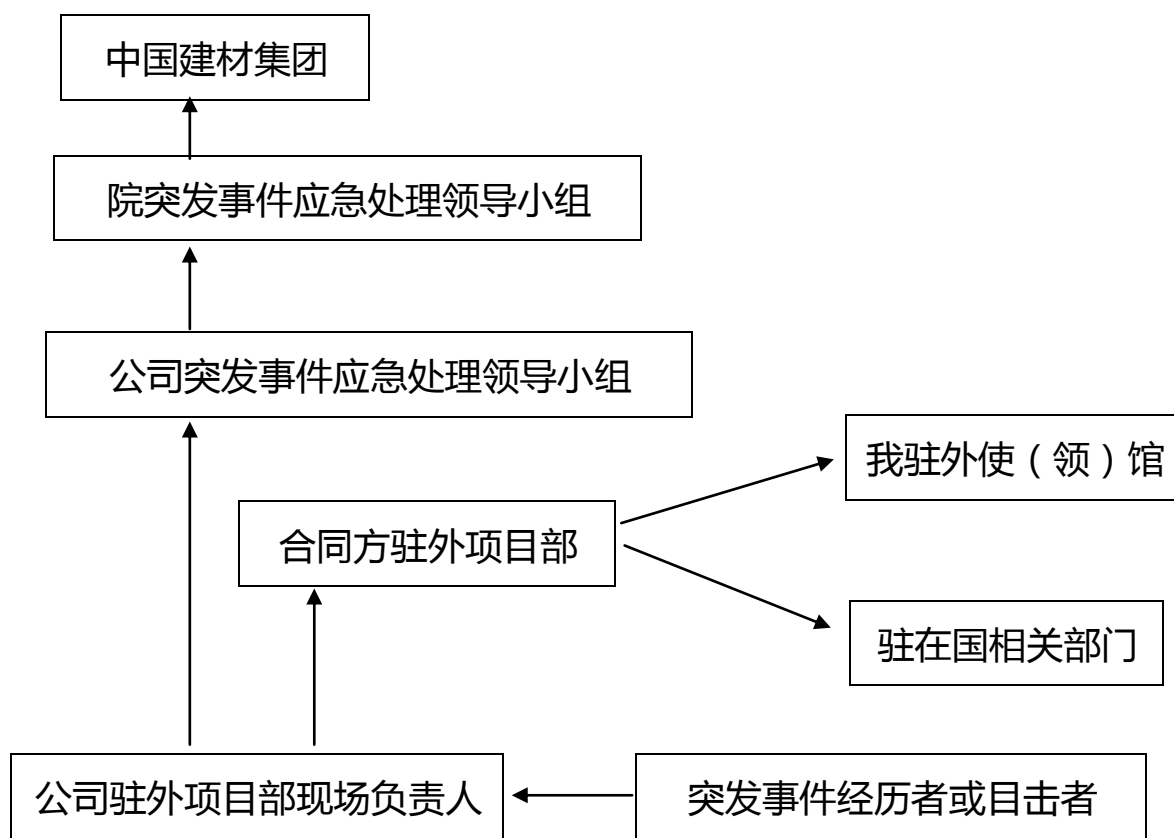 中国建材集团
院突发事件应急处理领导小组
公司突发事件应急处理领导小组
我驻外使（领）馆
合同方驻外项目部
驻在国相关部门
公司驻外项目部现场负责人
突发事件经历者或目击者